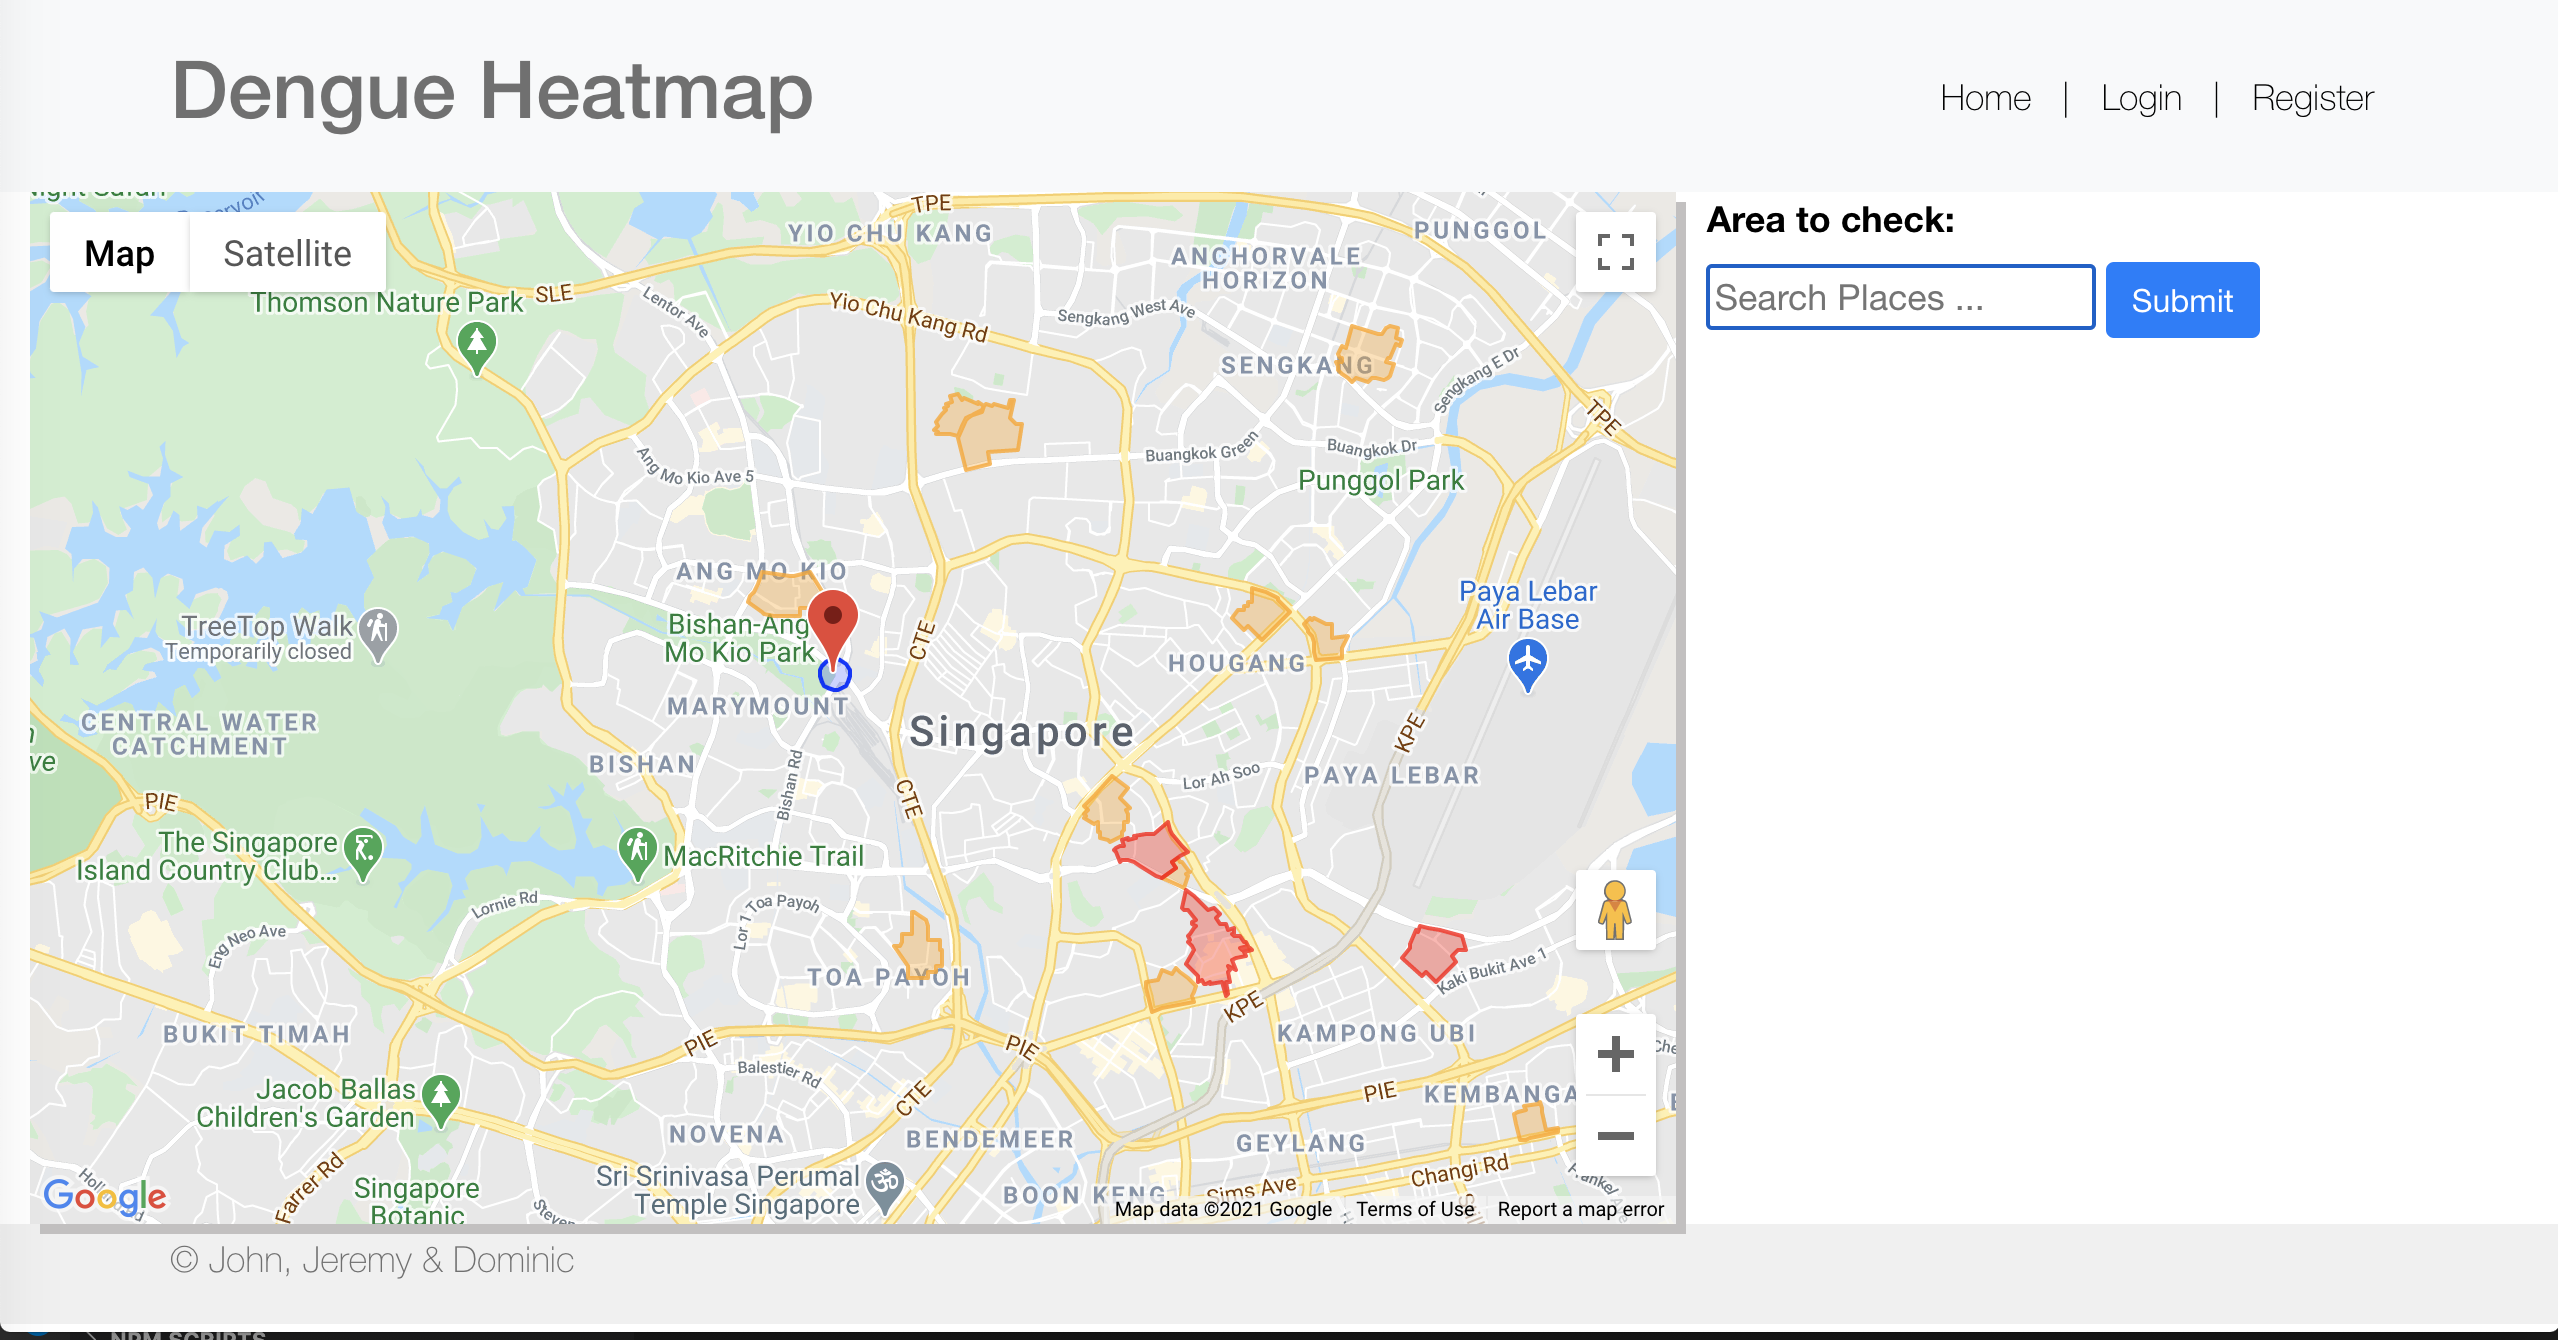 Dengue Heatmap
Home | Login | Register
Map
Satellite
Area to check:
Search Places ...
Submit
TPE
YIO CHU KANG
PUNGGOL
ANCHORVALE
HORIZON
Thomson Nature Park
SLE
Lentor Ave
Yio Chu Kang Rd
Sengkang West Ave
SENGKANG
Sengkang E Dr
TPE
Ang Mo Kio Ave 5
Buangkok Green
Buangkok Dr
Punggol Park
ANG MO KIO
Paya Lebar
Air Base
TreeTop Walk
Temporarily closed
Bishan-Ang
Mo Kio Park
CTE
HOUGANG
MARYMOUNT
CENTRAL WATER
CATCHMENT
Singapore
KPE
BISHAN
Bishan Rd
CTE
Lor Ah Soo
PAYA LEBAR
PIE
The Singapore
Island Country Club...
MacRitchie Trail
Lornie Rd
Lor 1 Toa Payoh
Eng Neo Ave
TOA PAYOH
Kaki Bukit Ave 1
KPE
BUKIT TIMAH
PIE
PIE
KAMPONG UBI
Balestier Rd
Jacob Ballas
Children's Garden
CTE
PIE
KEMBANGA
NOVENA
BENDEMEER
GEYLANG
Farrer Rd
Changi Rd
Sri Srinivasa Perumal
Temple Singapore
Singapore
Botanic
BOON KENG
Sims Ave
Google
Map data ©2021 Google
Terms of Use
Report a map error
© John, Jeremy & Dominic
NPM SCRIPTS